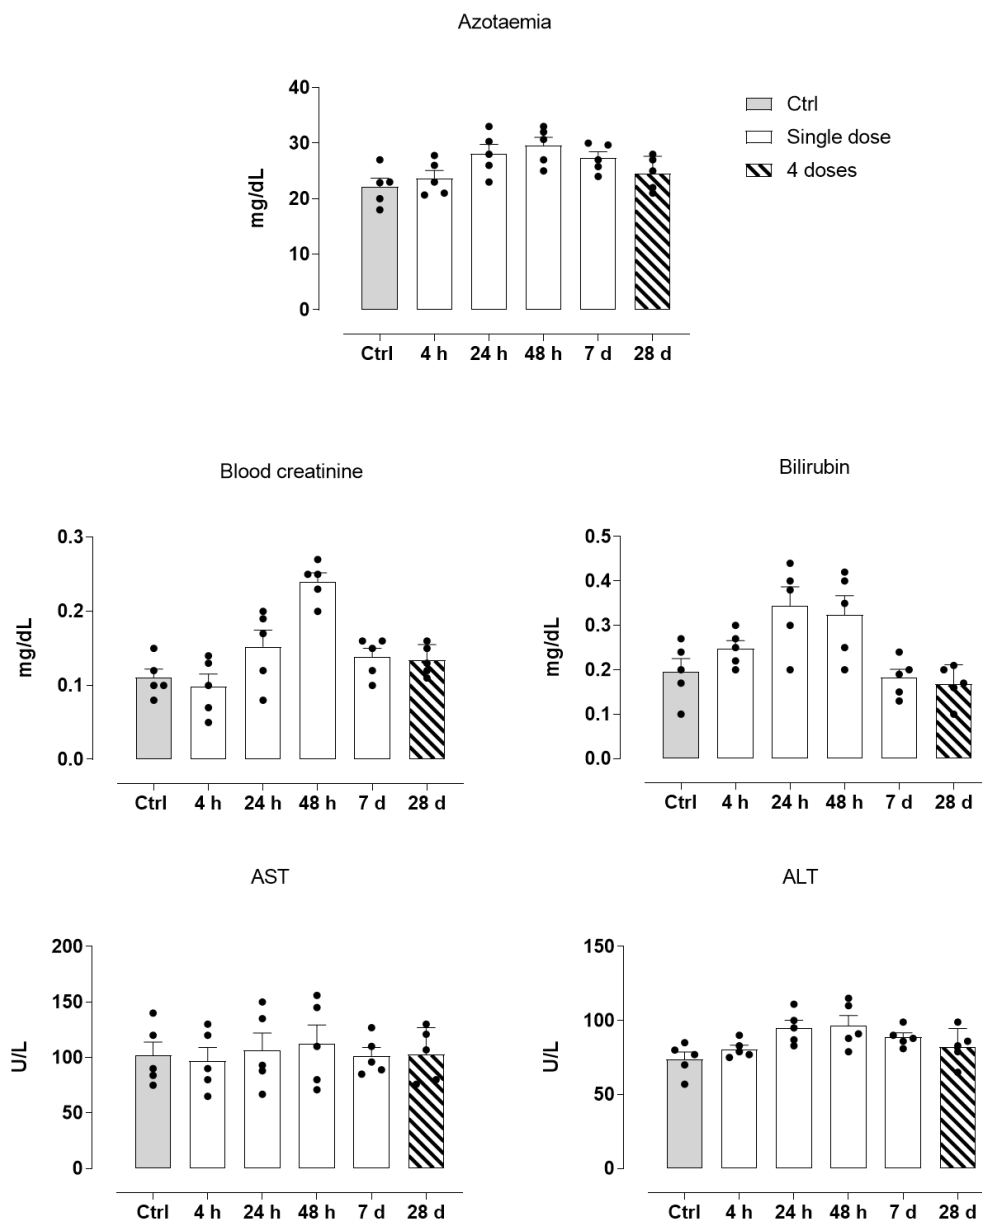 Azotaemia
40
30
20
10
0
mg/dL
Ctrl
Single dose
4 doses
Ctrl 4 h 24 h 48 h 7 d 28 d
Blood creatinine
0.3
0.2
0.1
0.0
mg/dL
Ctrl 4 h 24 h 48 h 7 d 28 d
Bilirubin
0.5
0.4
0.3
0.2
0.1
0.0
mg/dL
Ctrl 4 h 24 h 48 h 7 d 28 d
AST
200
150
100
50
0
U/L
Ctrl 4 h 24 h 48 h 7 d 28 d
ALT
150
100
50
0
U/L
Ctrl 4 h 24 h 48 h 7 d 28 d